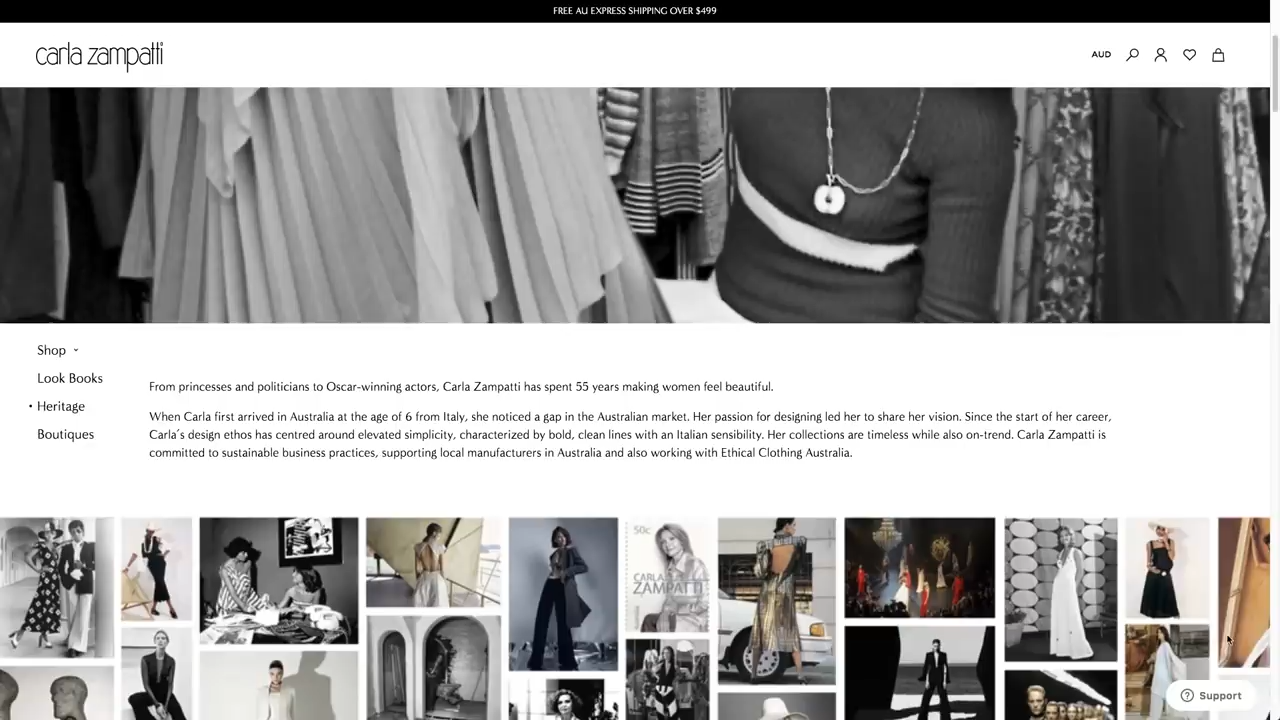 FREE AU EXPRESS SHIPPING OVER $499
carla zampatti
AUD
Shop
Look Books
Heritage
Boutiques
From princesses and politicians to Oscar-winning actors, Carla Zampatti has spent 55 years making women feel beautiful.
When Carla first arrived in Australia at the age of 6 from Italy, she noticed a gap in the Australian market. Her passion for designing led her to share her vision. Since the start of her career,
Carla´s design ethos has centred around elevated simplicity, characterized by bold, clean lines with an Italian sensibility. Her collections are timeless while also on-trend. Carla Zampatti is
committed to sustainable business practices, supporting local manufacturers in Australia and also working with Ethical Clothing Australia.
50c
CARLA
ZAMPATTI
Support